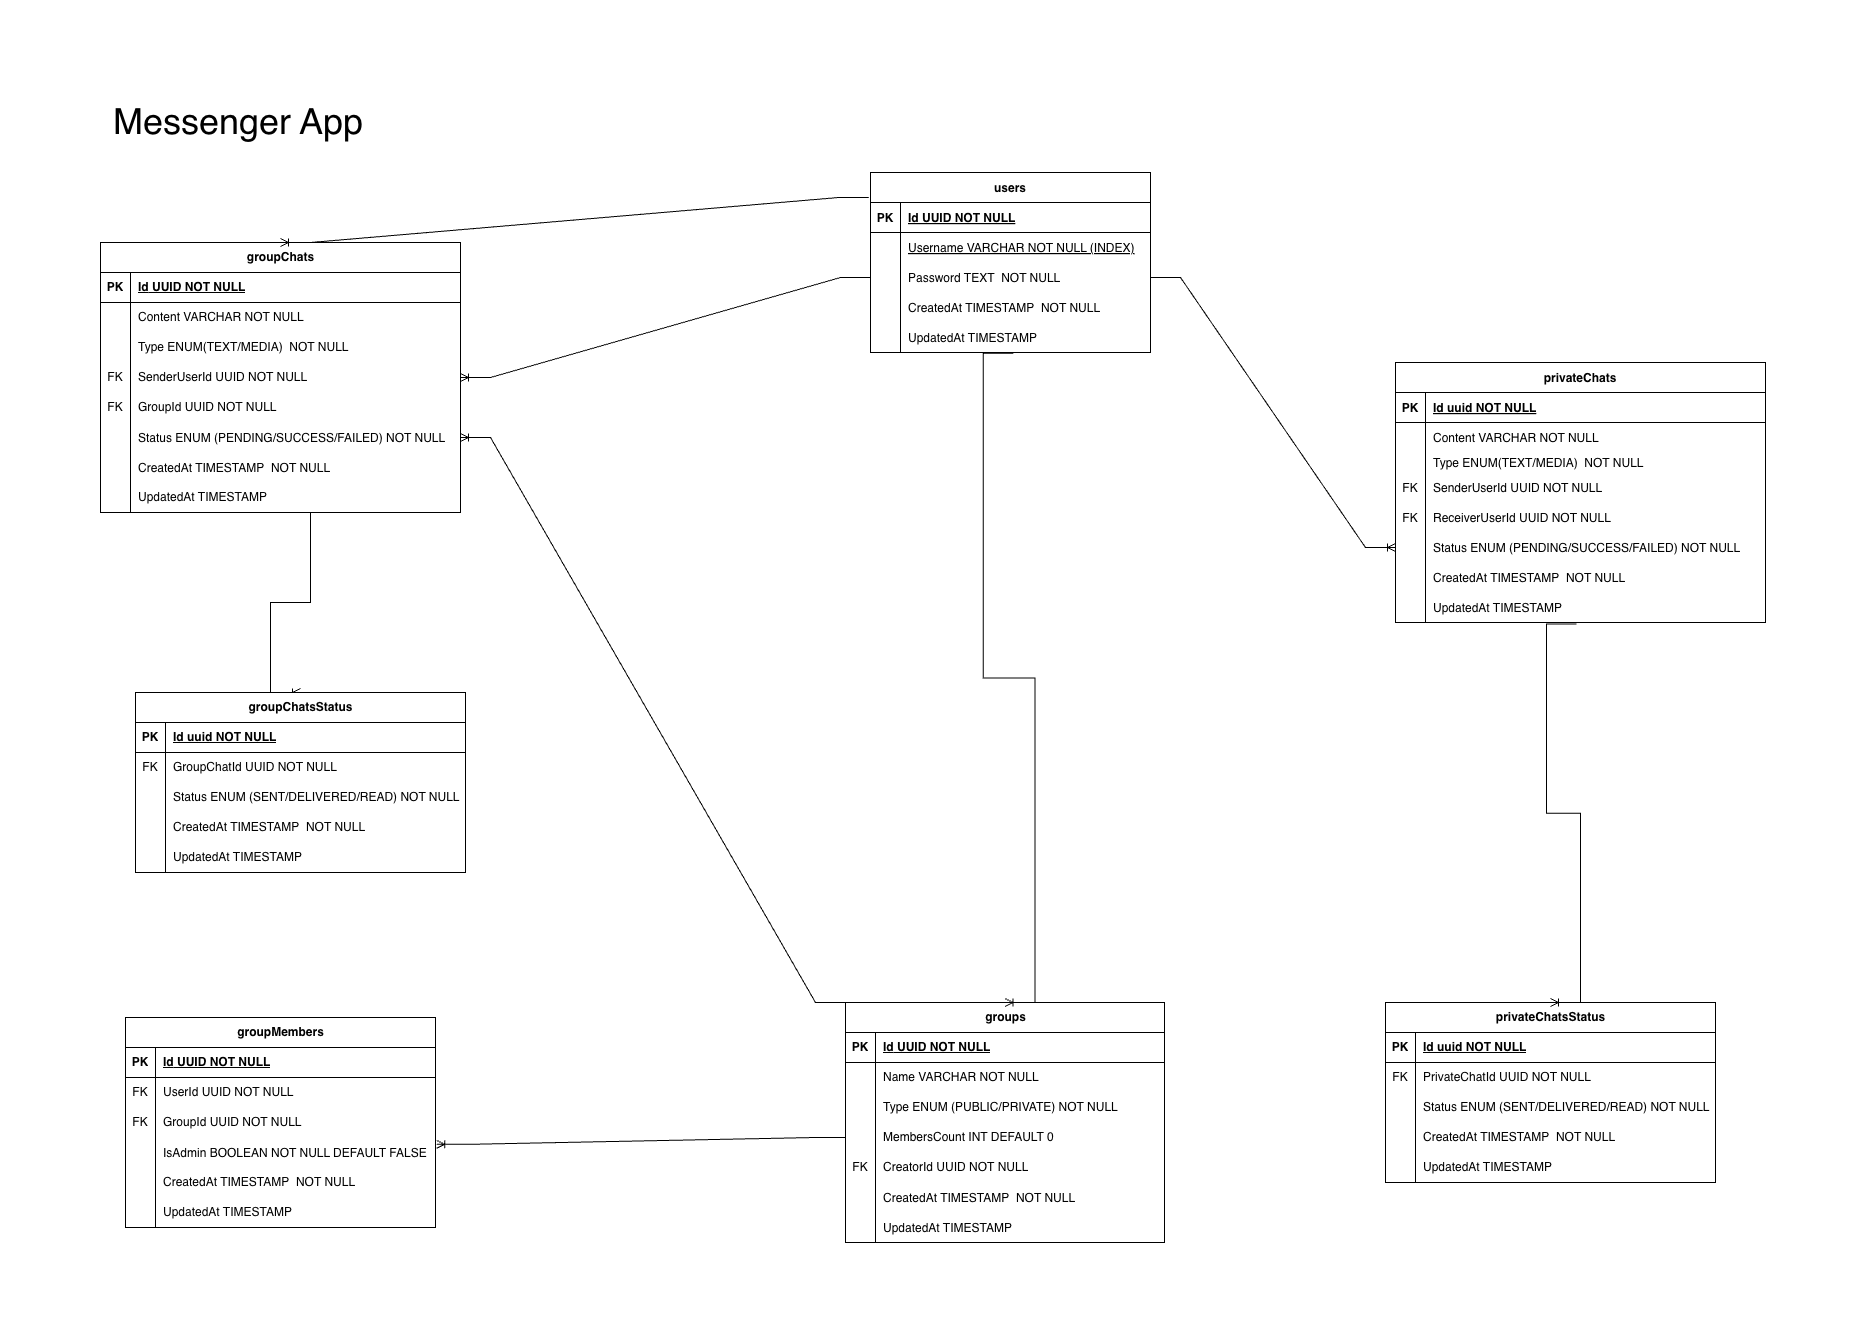 Messenger App
users
PK Id UUID NOT NULL
Username VARCHAR NOT NULL (INDEX)
Password TEXT  NOT NULL
CreatedAt TIMESTAMP  NOT NULL
UpdatedAt TIMESTAMP
groupChats
PK Id UUID NOT NULL
Content VARCHAR NOT NULL
Type ENUM(TEXT/MEDIA)  NOT NULL
FK SenderUserId UUID NOT NULL
FK GroupId UUID NOT NULL
Status ENUM (PENDING/SUCCESS/FAILED) NOT NULL
CreatedAt TIMESTAMP  NOT NULL
UpdatedAt TIMESTAMP
privateChats
PK Id uuid NOT NULL
Content VARCHAR NOT NULL
Type ENUM(TEXT/MEDIA)  NOT NULL
FK SenderUserId UUID NOT NULL
FK ReceiverUserId UUID NOT NULL
Status ENUM (PENDING/SUCCESS/FAILED) NOT NULL
CreatedAt TIMESTAMP  NOT NULL
UpdatedAt TIMESTAMP
groupChatsStatus
PK Id uuid NOT NULL
FK GroupChatId UUID NOT NULL
Status ENUM (SENT/DELIVERED/READ) NOT NULL
CreatedAt TIMESTAMP  NOT NULL
UpdatedAt TIMESTAMP
groupMembers
PK Id UUID NOT NULL
FK UserId UUID NOT NULL
FK GroupId UUID NOT NULL
IsAdmin BOOLEAN NOT NULL DEFAULT FALSE
CreatedAt TIMESTAMP  NOT NULL
UpdatedAt TIMESTAMP
groups
PK Id UUID NOT NULL
Name VARCHAR NOT NULL
Type ENUM (PUBLIC/PRIVATE) NOT NULL
MembersCount INT DEFAULT 0
FK CreatorId UUID NOT NULL
CreatedAt TIMESTAMP  NOT NULL
UpdatedAt TIMESTAMP
privateChatsStatus
PK Id uuid NOT NULL
FK PrivateChatId UUID NOT NULL
Status ENUM (SENT/DELIVERED/READ) NOT NULL
CreatedAt TIMESTAMP  NOT NULL
UpdatedAt TIMESTAMP